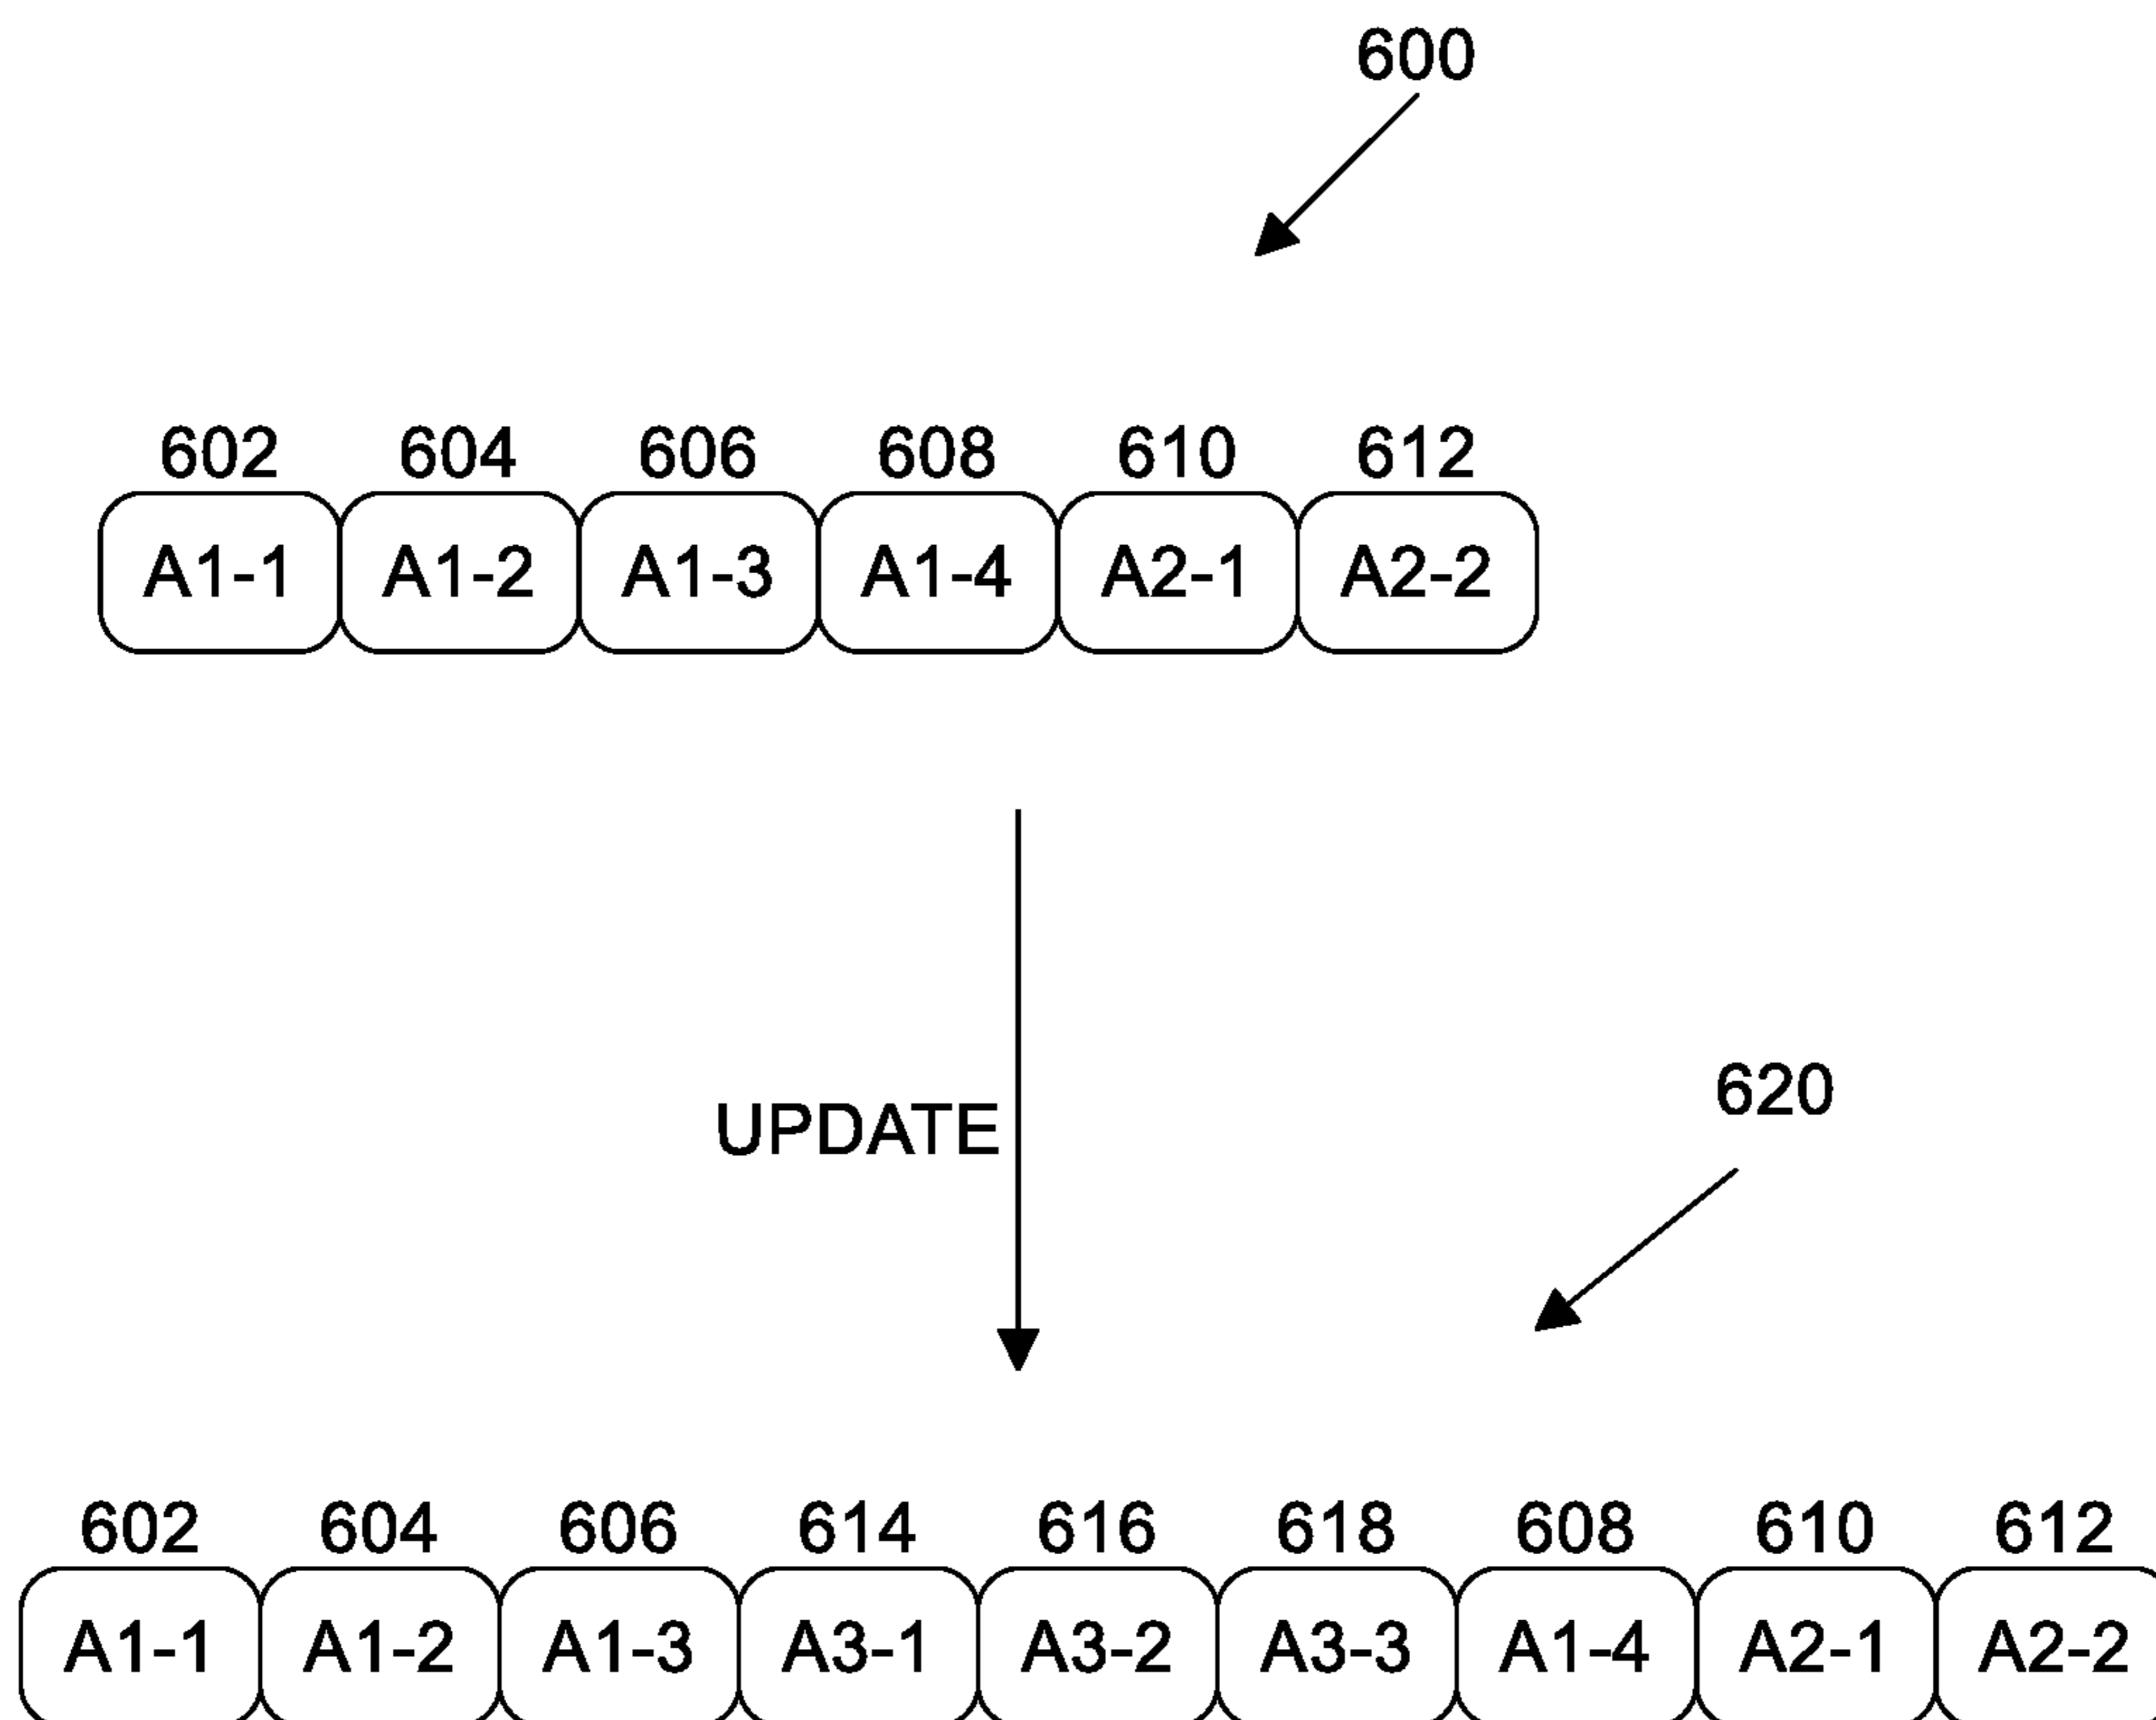 600
602 604 606 608 610 612
A1-1 A1-2 A1-3 A1-4 A2-1 A2-2
UPDATE
620
602 604 606 614 616 618 608 610 612
A1-1 A1-2 A1-3 A3-1 A3-2 A3-3 A1-4 A2-1 A2-2